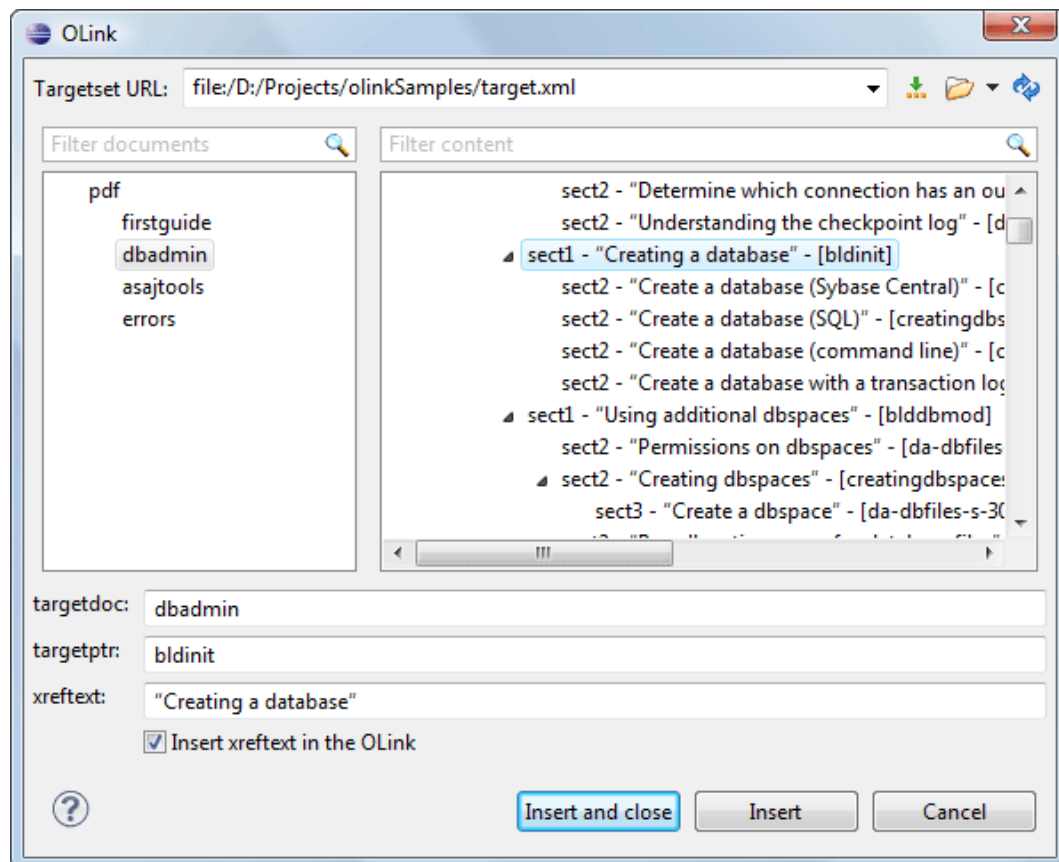 OLink
Targetset URL: file:/D:/Projects/olinkSamples/target.xml
Filter documents
Filter content
pdf
firstguide
dbadmin
asajtools
errors
sect2 - "Determine which connection has an ou
sect2 - "Understanding the checkpoint log" - [d
sect1 - "Creating a database" - [bldinit]
sect2 - "Create a database (Sybase Central)" - [c
sect2 - "Create a database (SQL)" - [creatingdbs
sect2 - "Create a database (command line)" - [c
sect2 - "Create a database with a transaction log
sect1 - "Using additional dbspaces" - [blddbmod]
sect2 - "Permissions on dbspaces" - [da-dbfiles
sect2 - "Creating dbspaces" - [creatingdbspaces
sect3 - "Create a dbspace" - [da-dbfiles-s-30
targetdoc: dbadmin
targetptr: bldinit
xreftext: "Creating a database"
Insert xreftext in the OLink
Insert and close
Insert
Cancel